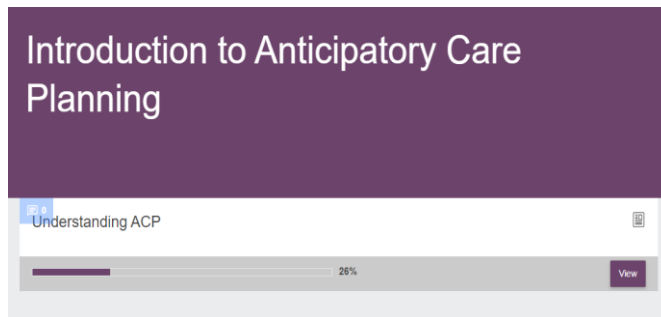 Introduction to Anticipatory Care
Planning
0
Understanding ACP
26%
View